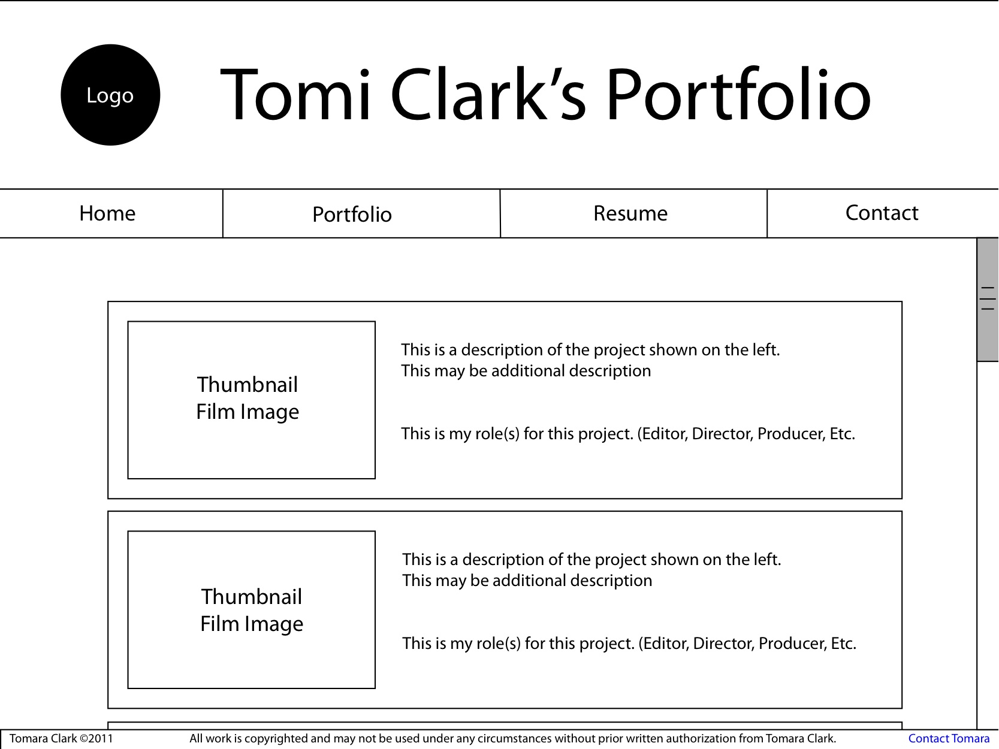 Logo
Tomi Clark’s Portfolio
Home
Portfolio
Resume
Contact
Thumbnail
Film Image
This is a description of the project shown on the left.
This may be additional description
This is my role(s) for this project. (Editor, Director, Producer, Etc.
Thumbnail
Film Image
This is a description of the project shown on the left.
This may be additional description
This is my role(s) for this project. (Editor, Director, Producer, Etc.
Tomara Clark ©2011
All work is copyrighted and may not be used under any circumstances without prior written authorization from Tomara Clark.
Contact Tomara